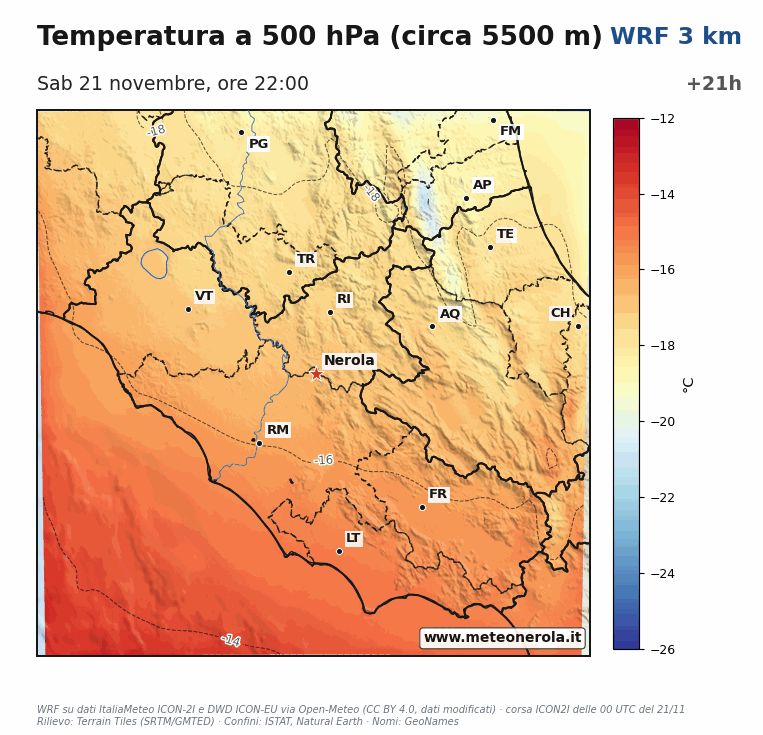 Temperatura a 500 hPa (circa 5500 m) WRF 3 km
Sab 21 novembre, ore 22:00 +21h
-18
PG
FM
-18
AP
TE
TR
VT
RI
AQ
CH
Nerola
RM
-16
FR
LT
-14
www.meteonerola.it
−12
−14
−16
−18
−20
−22
−24
−26
°C
WRF su dati ItaliaMeteo ICON-2I e DWD ICON-EU via Open-Meteo (CC BY 4.0, dati modificati) · corsa ICON2I delle 00 UTC del 21/11
Rilievo: Terrain Tiles (SRTM/GMTED) · Confini: ISTAT, Natural Earth · Nomi: GeoNames